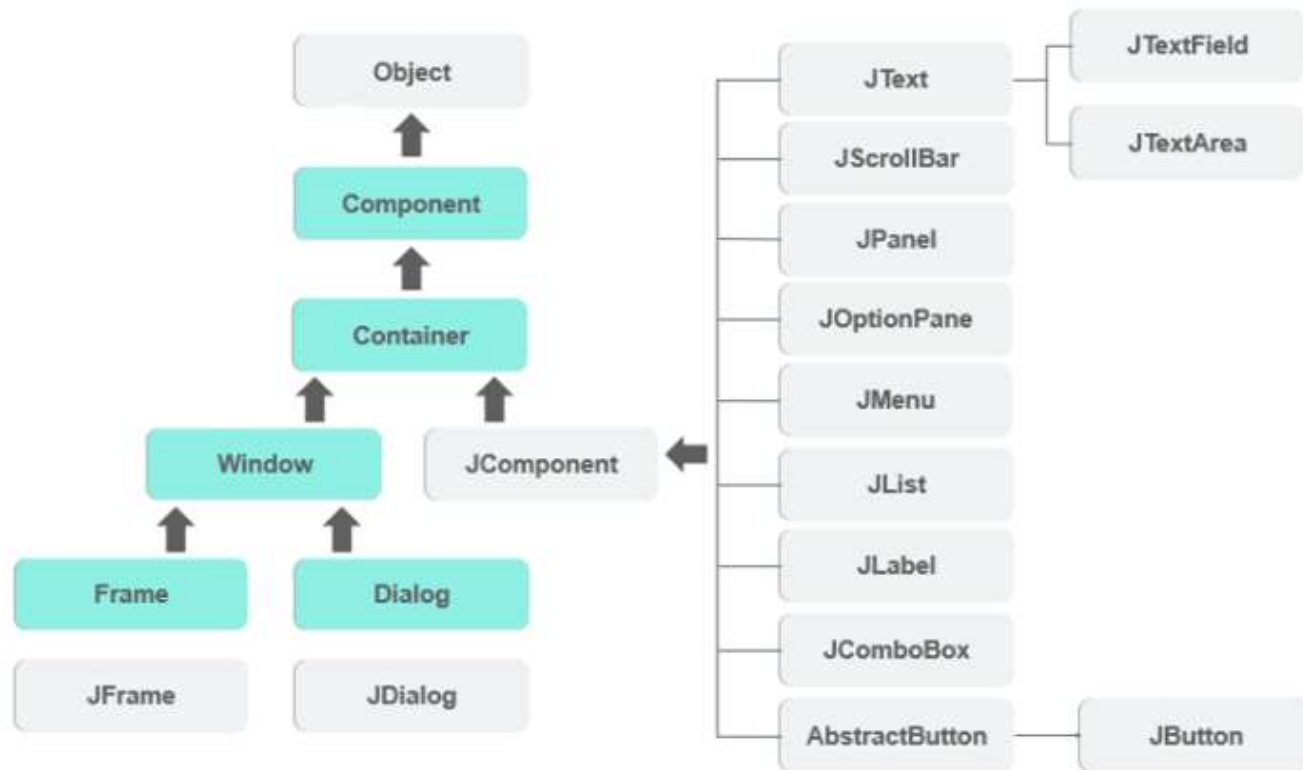 Object
Component
Container
Window
JComponent
Frame
Dialog
JFrame
JDialog
JText
JTextField
JTextArea
JScrollBar
JPanel
JOptionPane
JMenu
JList
JLabel
JComboBox
AbstractButton
JButton